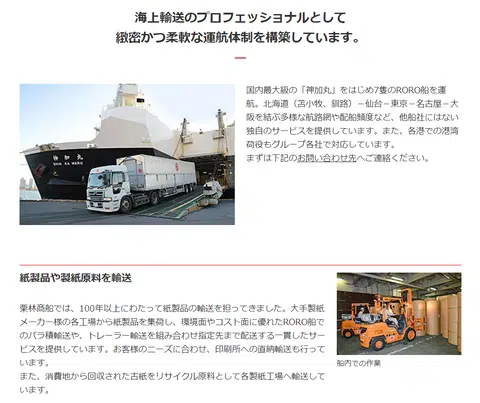 海上輸送のプロフェッショナルとして
緻密かつ柔軟な運航体制を構築しています。
国内最大級の「神加丸」をはじめ7隻のRORO船を運
航。北海道（苫小牧、釧路）－仙台－東京－名古屋－大
阪を結ぶ多様な航路網や配船頻度など、他船社にはない
独自のサービスを提供しています。また、各港での港湾
荷役もグループ各社で対応しています。
まずは下記のお問い合わせ先へご連絡ください。
神加丸
紙製品や製紙原料を輸送
栗林商船では、100年以上にわたって紙製品の輸送を担ってきました。大手製紙
メーカー様の各工場から紙製品を集荷し、環境面やコスト面に優れたRORO船で
のバラ積輸送や、トレーラー輸送を組み合わせ指定先まで配送する一貫したサー
ビスを提供しています。お客様のニーズに合わせ、印刷所への直納輸送も行って
います。
また、消費地から回収された古紙をリサイクル原料として各製紙工場へ輸送して
います。
船内での作業